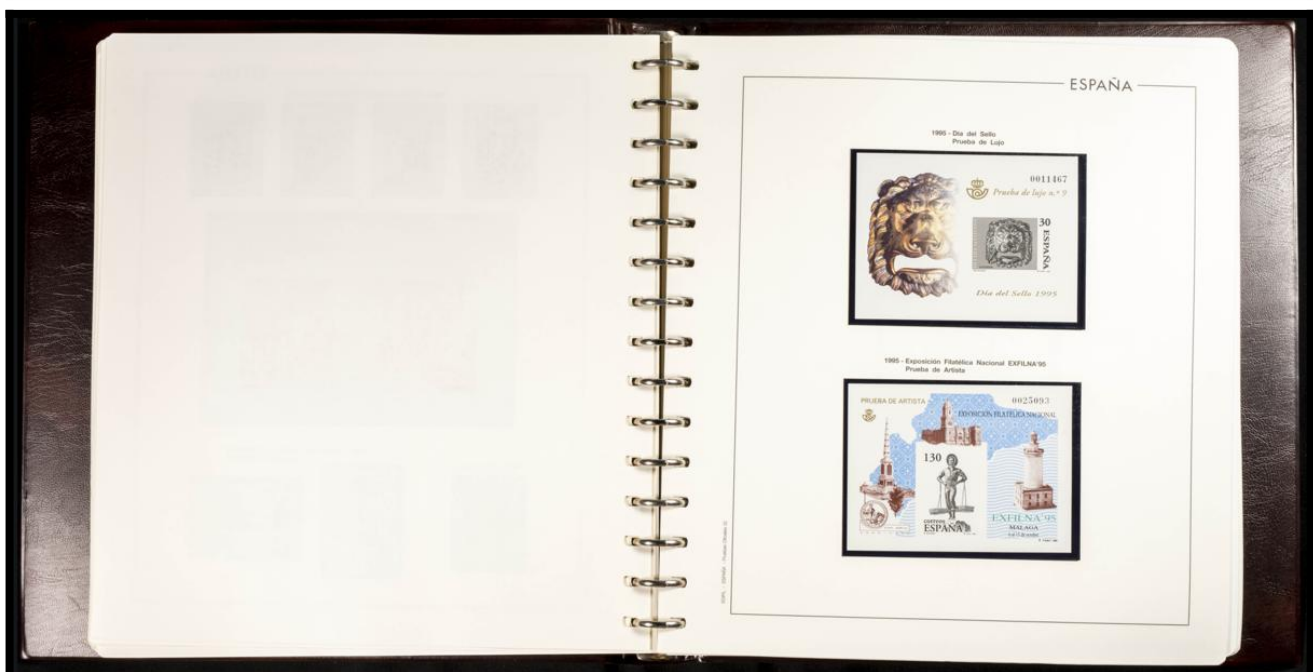 ESPAÑA
1995 - Día del Sello
Prueba de Lujo
0011467
Prueba de lujo n.º 9
30
ESPAÑA
Día del Sello 1995
1995 - Exposición Filatélica Nacional EXFILNA'95
Prueba de Artista
PRUEBA DE ARTISTA
0025093
EXPOSICIÓN FILATÉLICA NACIONAL
130
CORREOS
ESPAÑA
EXFILNA'95
MALAGA